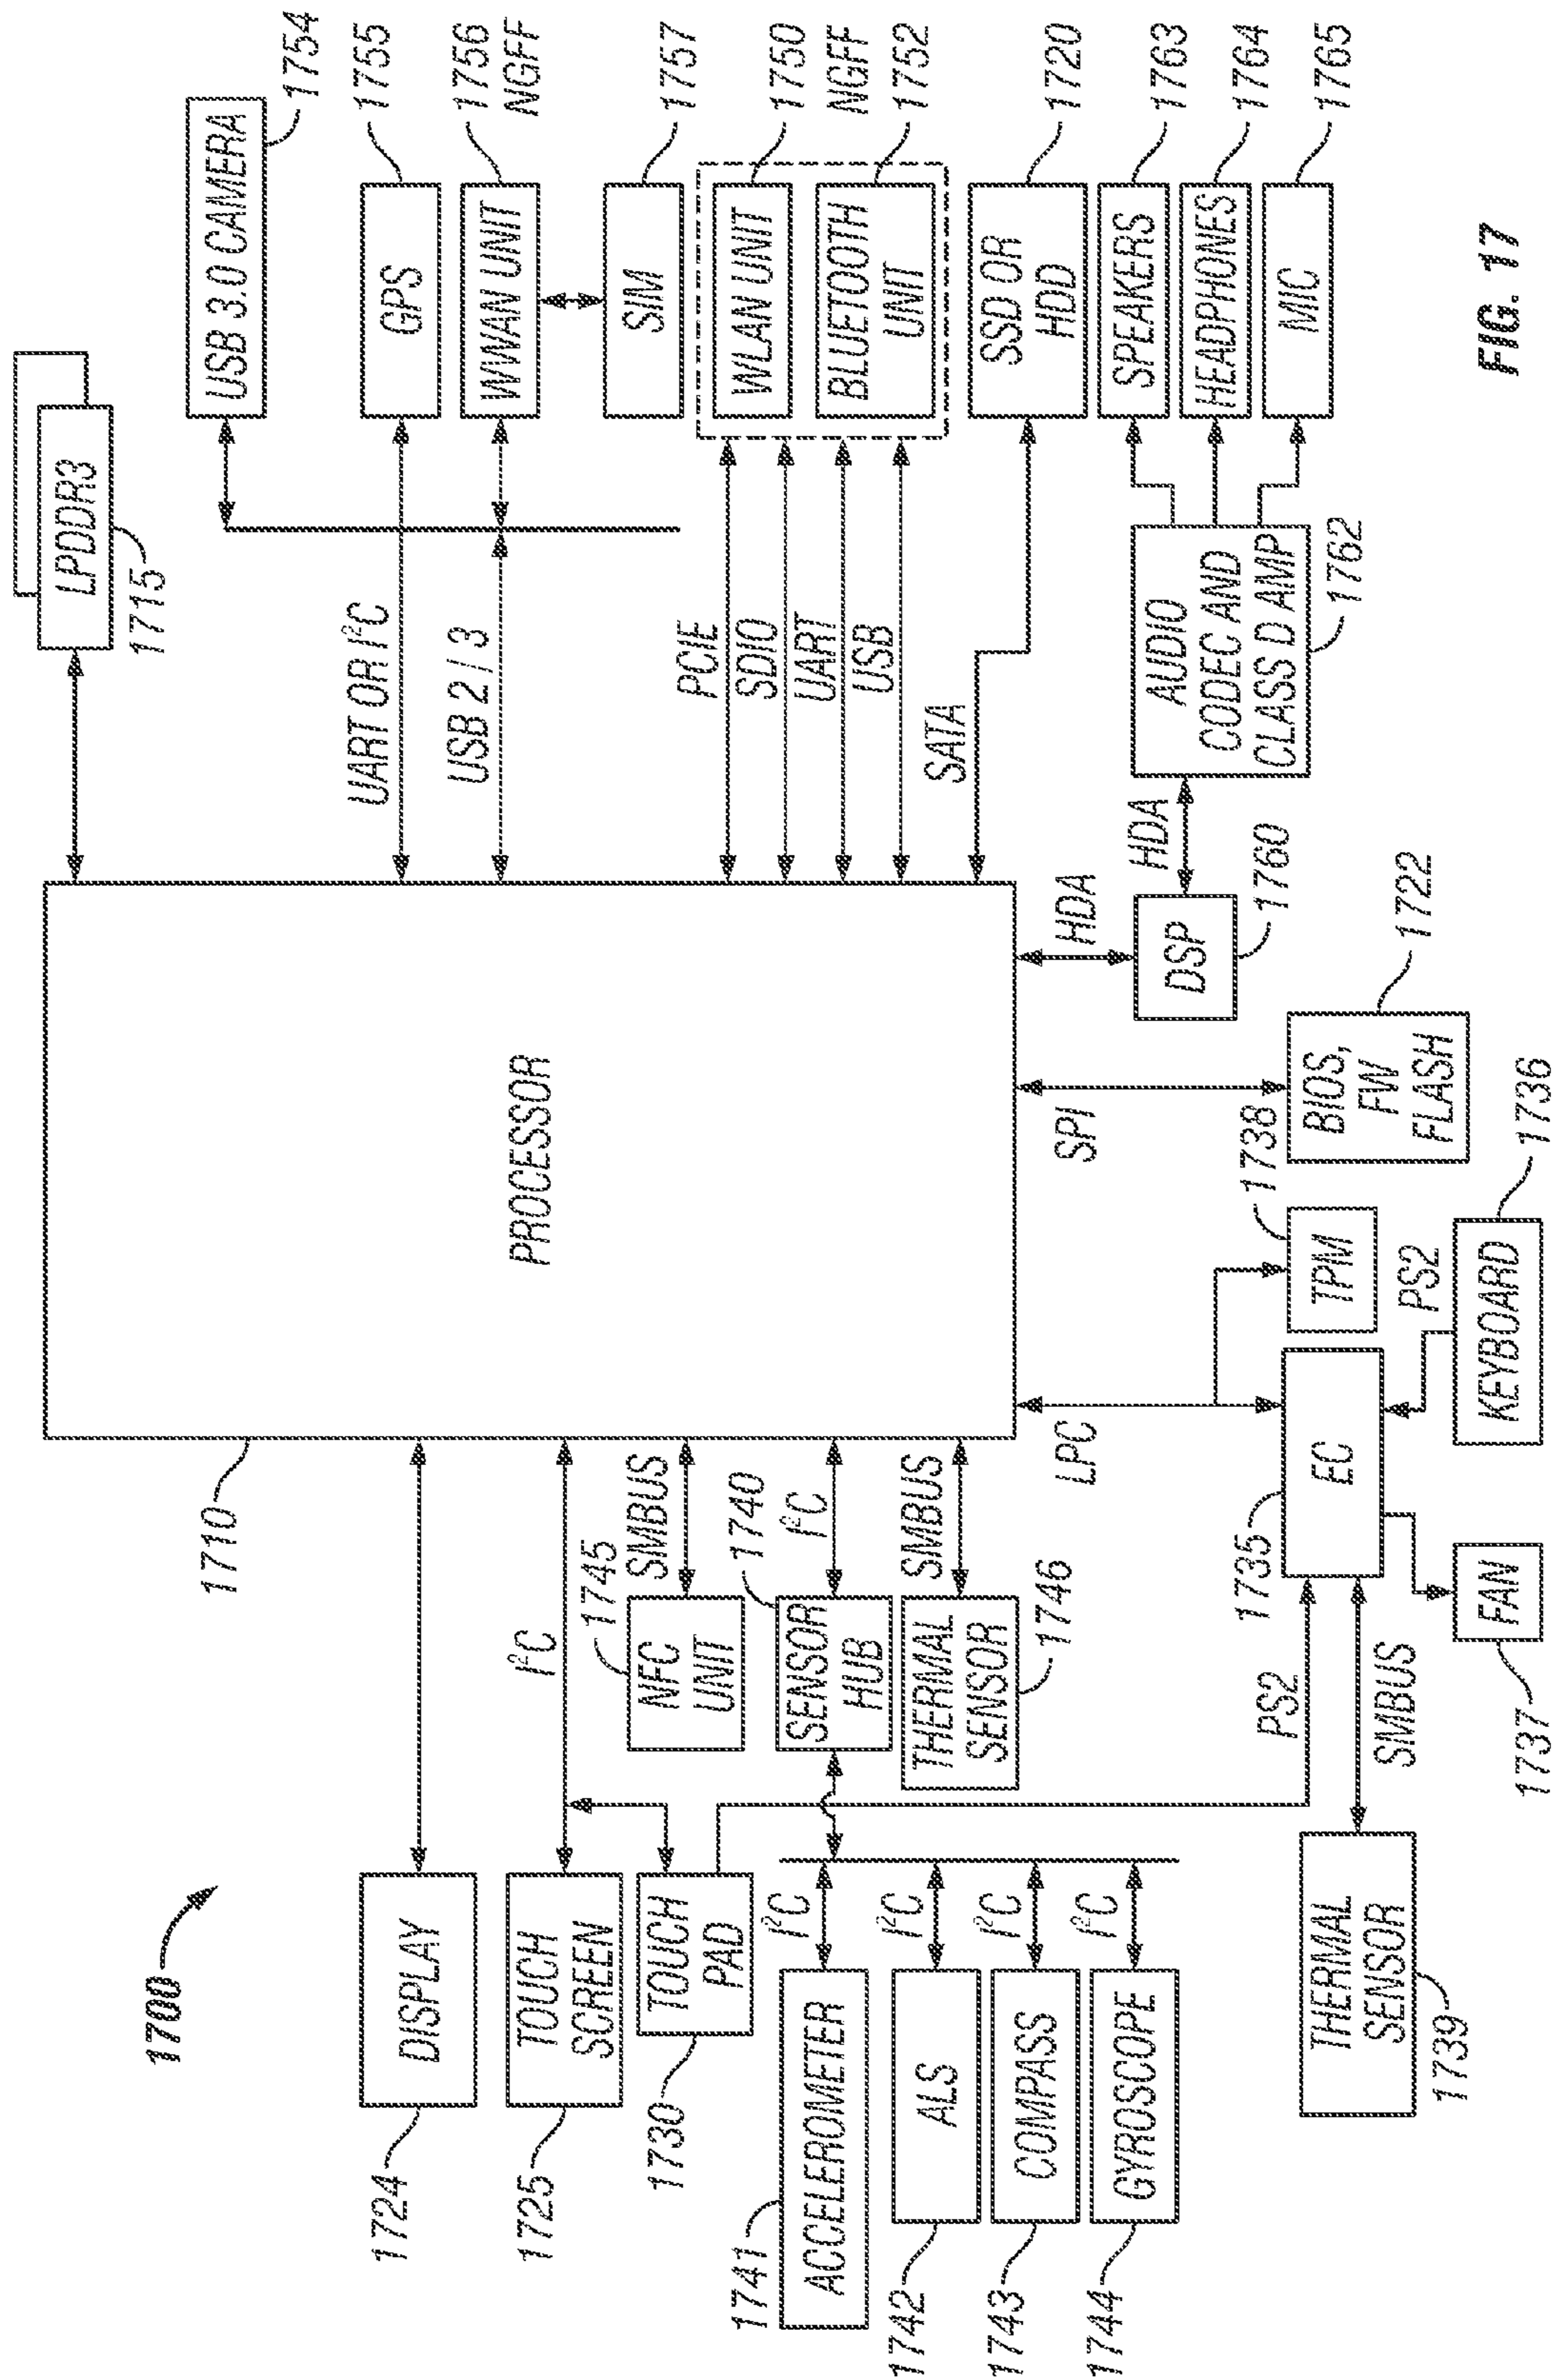 1700
1710
PROCESSOR
LPDDR3
1715
USB 3.0 CAMERA
1754
DISPLAY
1724
UART OR I²C
GPS
1755
USB 2 / 3
WWAN UNIT
1756
NGFF
SIM
1757
TOUCH
SCREEN
1725
I²C
TOUCH
PAD
1730
NFC
UNIT
1745
SMBUS
PCIE
SDIO
UART
USB
WLAN UNIT
1750
NGFF
BLUETOOTH
UNIT
1752
SENSOR
HUB
1740
I²C
THERMAL
SENSOR
1746
SMBUS
SATA
SSD OR
HDD
1720
ACCELEROMETER
1741
I²C
ALS
1742
I²C
COMPASS
1743
I²C
GYROSCOPE
1744
I²C
LPC
SPI
HDA
DSP
1760
HDA
AUDIO
CODEC AND
CLASS D AMP
1762
SPEAKERS
1763
HEADPHONES
1764
MIC
1765
THERMAL
SENSOR
1739
PS2
SMBUS
EC
1735
TPM
1738
BIOS,
FW
FLASH
1722
FAN
1737
PS2
KEYBOARD
1736
FIG. 17